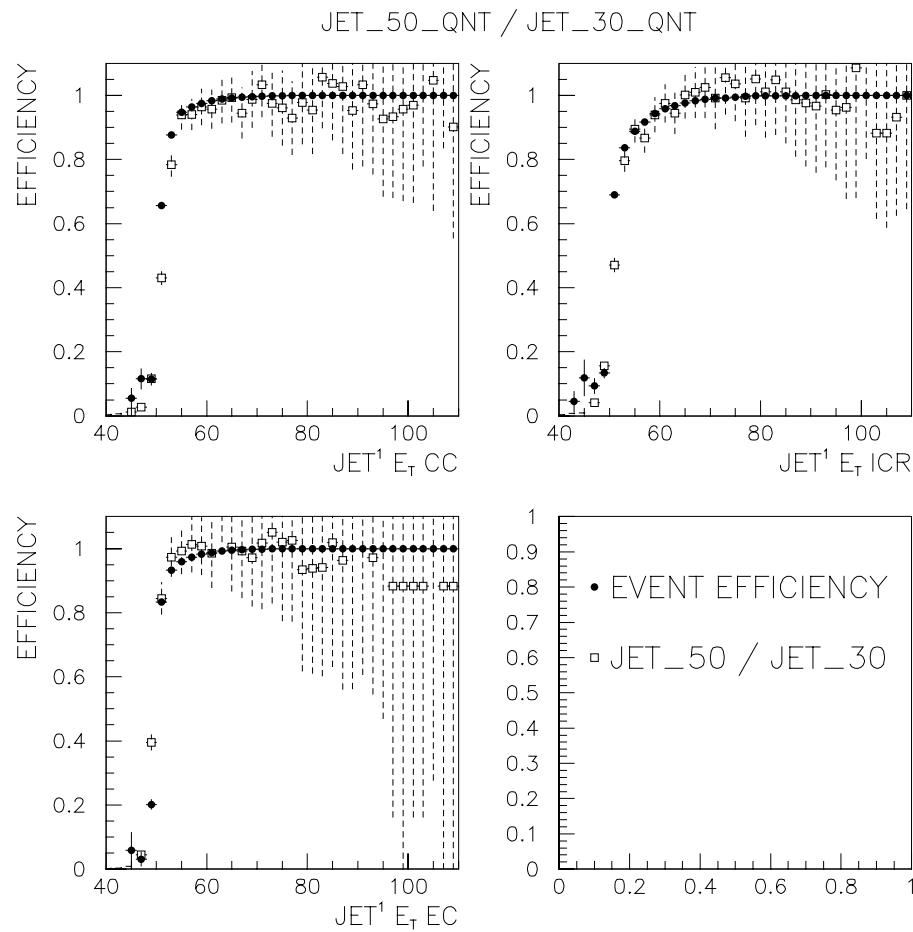 JET_50_QNT / JET_30_QNT
EFFICIENCY
1
0.8
0.6
0.4
0.2
0
40 60 80 100
JET¹ E_T CC
EFFICIENCY
1
0.8
0.6
0.4
0.2
0
40 60 80 100
JET¹ E_T ICR
EFFICIENCY
1
0.8
0.6
0.4
0.2
0
40 60 80 100
JET¹ E_T EC
1
0.9
0.8
0.7
0.6
0.5
0.4
0.3
0.2
0.1
0
EVENT EFFICIENCY
JET_50 / JET_30
0 0.2 0.4 0.6 0.8 1